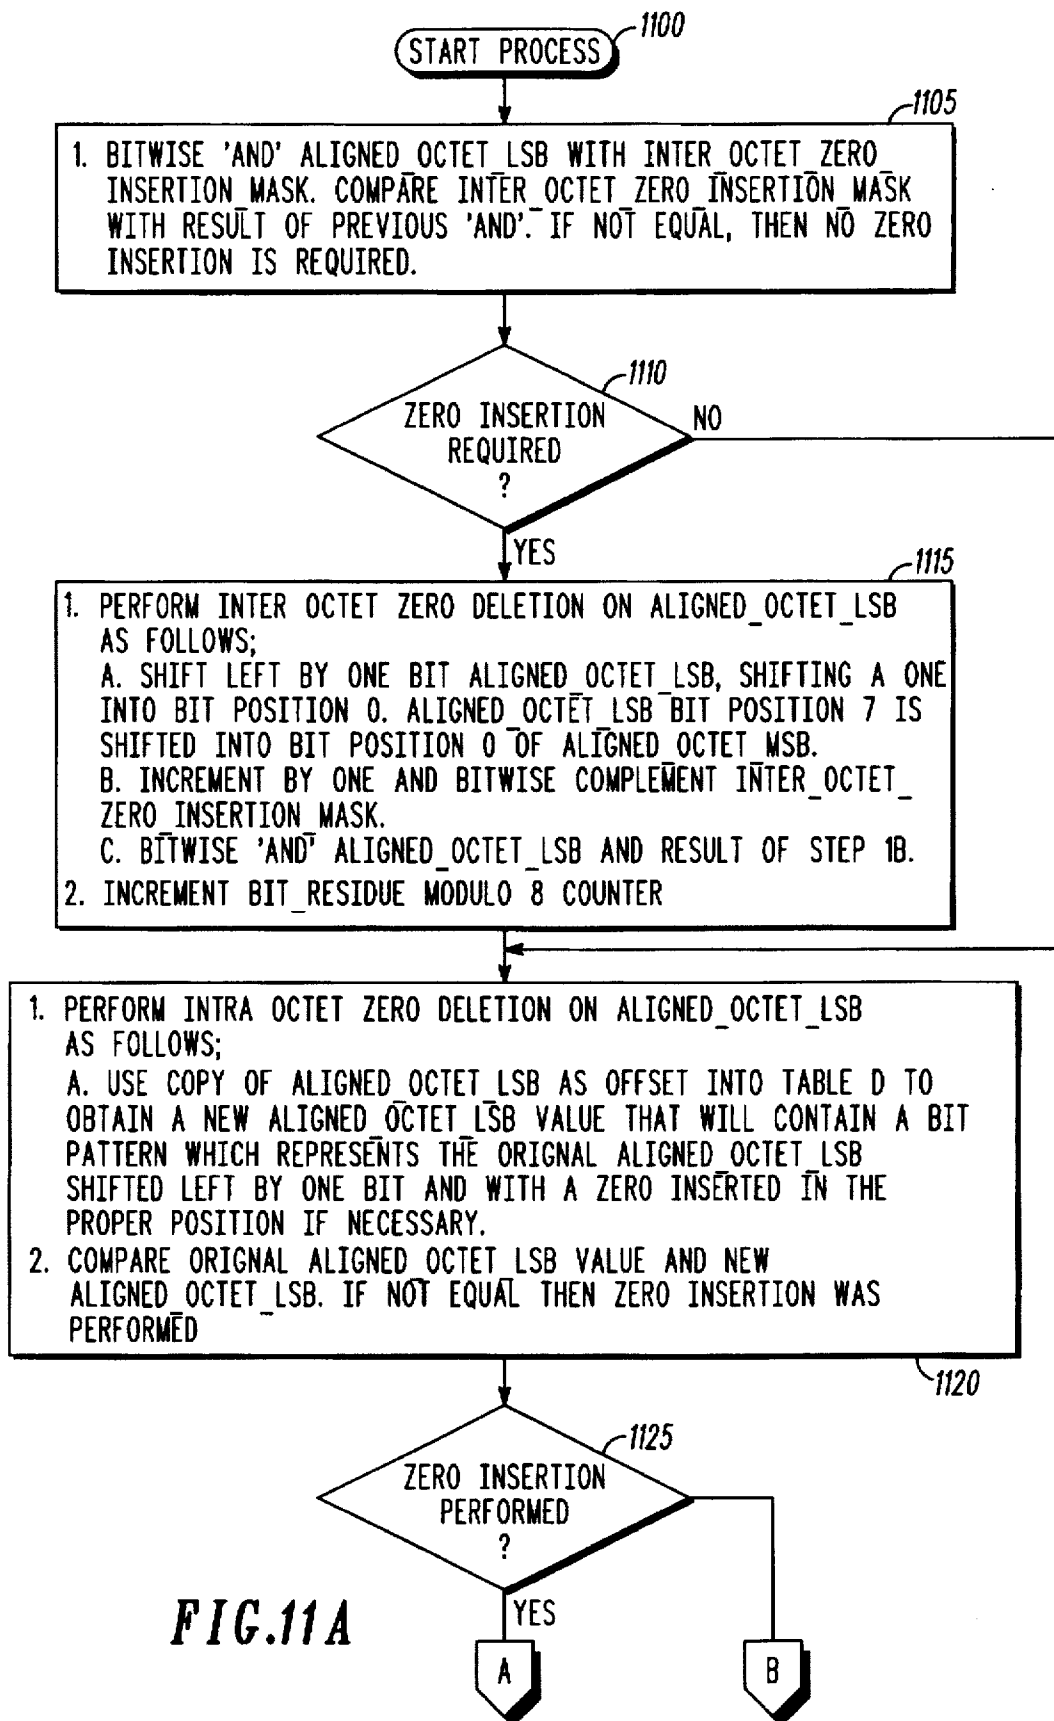 START PROCESS
1100
1105
1. BITWISE 'AND' ALIGNED_OCTET_LSB WITH INTER_OCTET_ZERO_
INSERTION_MASK. COMPARE INTER_OCTET_ZERO_INSERTION_MASK
WITH RESULT OF PREVIOUS 'AND'. IF NOT EQUAL, THEN NO ZERO
INSERTION IS REQUIRED.
1110
ZERO INSERTION
REQUIRED
?
NO
YES
1115
1. PERFORM INTER OCTET ZERO DELETION ON ALIGNED_OCTET_LSB
AS FOLLOWS;
A. SHIFT LEFT BY ONE BIT ALIGNED_OCTET_LSB, SHIFTING A ONE
INTO BIT POSITION 0. ALIGNED_OCTET_LSB BIT POSITION 7 IS
SHIFTED INTO BIT POSITION 0 OF ALIGNED_OCTET_MSB.
B. INCREMENT BY ONE AND BITWISE COMPLEMENT INTER_OCTET_
ZERO_INSERTION_MASK.
C. BITWISE 'AND' ALIGNED_OCTET_LSB AND RESULT OF STEP 1B.
2. INCREMENT BIT_RESIDUE MODULO 8 COUNTER
1. PERFORM INTRA OCTET ZERO DELETION ON ALIGNED_OCTET_LSB
AS FOLLOWS;
A. USE COPY OF ALIGNED_OCTET_LSB AS OFFSET INTO TABLE D TO
OBTAIN A NEW ALIGNED_OCTET_LSB VALUE THAT WILL CONTAIN A BIT
PATTERN WHICH REPRESENTS THE ORIGNAL ALIGNED_OCTET_LSB
SHIFTED LEFT BY ONE BIT AND WITH A ZERO INSERTED IN THE
PROPER POSITION IF NECESSARY.
2. COMPARE ORIGNAL ALIGNED_OCTET_LSB VALUE AND NEW
ALIGNED_OCTET_LSB. IF NOT EQUAL THEN ZERO INSERTION WAS
PERFORMED
1120
1125
ZERO INSERTION
PERFORMED
?
YES
A
B
FIG.11A